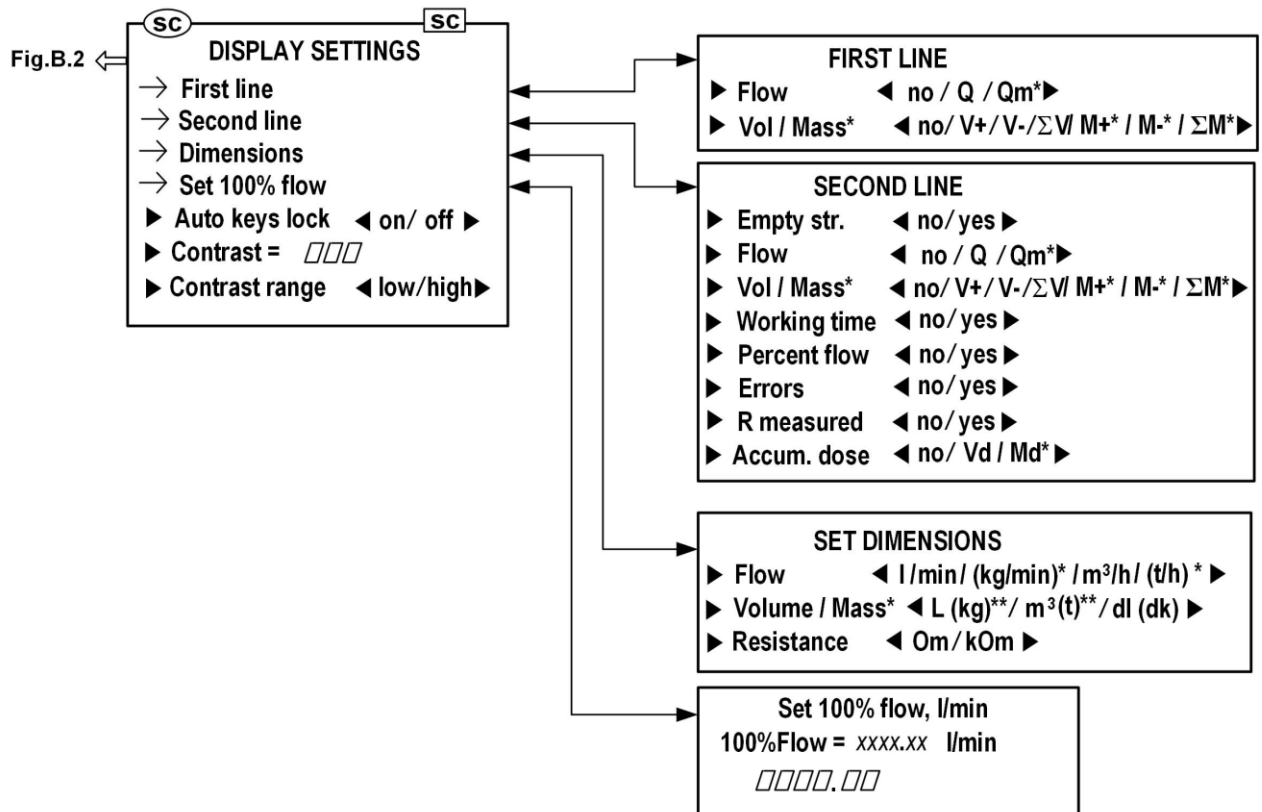 SC
SC
Fig.B.2
DISPLAY SETTINGS
→ First line
→ Second line
→ Dimensions
→ Set 100% flow
▶ Auto keys lock ◀ on/ off ▶
▶ Contrast = ▯▯▯
▶ Contrast range ◀ low/high▶
FIRST LINE
▶ Flow ◀ no / Q / Qm*▶
▶ Vol / Mass* ◀ no/ V+/ V-/ΣV/ M+* / M-* / ΣM*▶
SECOND LINE
▶ Empty str. ◀ no/yes ▶
▶ Flow ◀ no / Q / Qm*▶
▶ Vol / Mass* ◀ no/ V+/ V-/ΣV/ M+* / M-* / ΣM*▶
▶ Working time ◀ no/yes ▶
▶ Percent flow ◀ no/yes ▶
▶ Errors ◀ no/yes ▶
▶ R measured ◀ no/yes ▶
▶ Accum. dose ◀ no/ Vd / Md*▶
SET DIMENSIONS
▶ Flow ◀ l/min/ (kg/min)* /m³/h/ (t/h) * ▶
▶ Volume / Mass* ◀ L (kg)**/ m³(t)**/ dl (dk) ▶
▶ Resistance ◀ Om/kOm ▶
Set 100% flow, l/min
100%Flow = xxxx.xx l/min
▯▯▯▯.▯▯